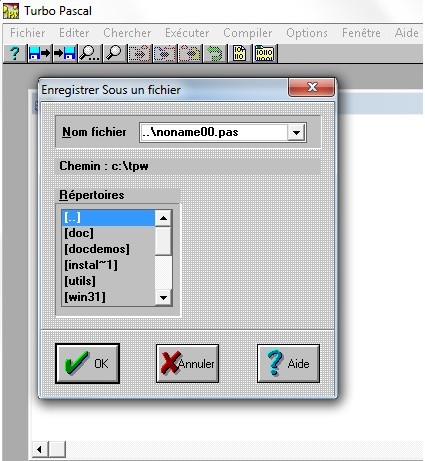 Turbo Pascal
Fichier Editer Chercher Exécuter Compiler Options Fenêtre Aide
Enregistrer Sous un fichier
Nom fichier ..\noname00.pas
Chemin : c:\tpw
Répertoires
[..]
[doc]
[docdemos]
[instal~1]
[utils]
[win31]
OK Annuler Aide